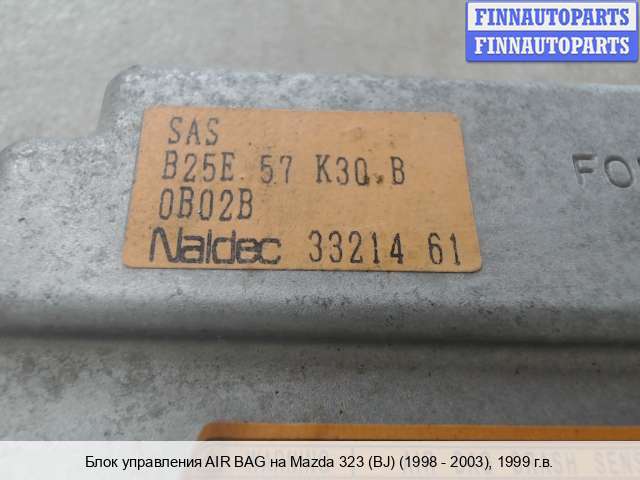 FINNAUTOPARTS
FINNAUTOPARTS
SAS
B25E 57 K30 B
0B02B
Naldec 33214 61
FO
Блок управления AIR BAG на Mazda 323 (BJ) (1998 - 2003), 1999 г.в.